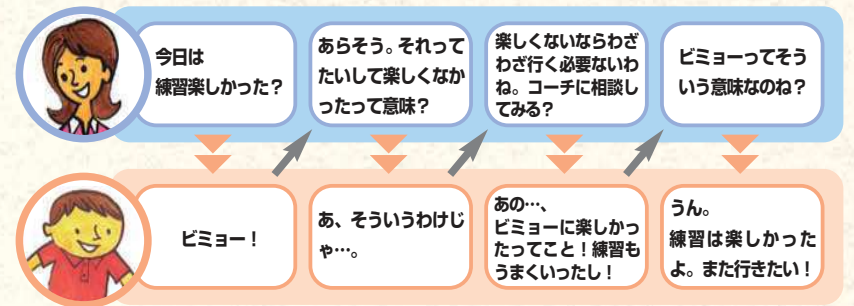 今日は
練習楽しかった？
ビミョー！
あらそう。それって
たいして楽しくなか
ったって意味？
あ、そういうわけじ
ゃ…。
楽しくないならわざ
わざ行く必要ないわ
ね。コーチに相談し
てみる？
あの…、
ビミョーに楽しかっ
たってこと！練習も
うまくいったし！
ビミョーってそう
いう意味なのね？
うん。
練習は楽しかった
よ。また行きたい！